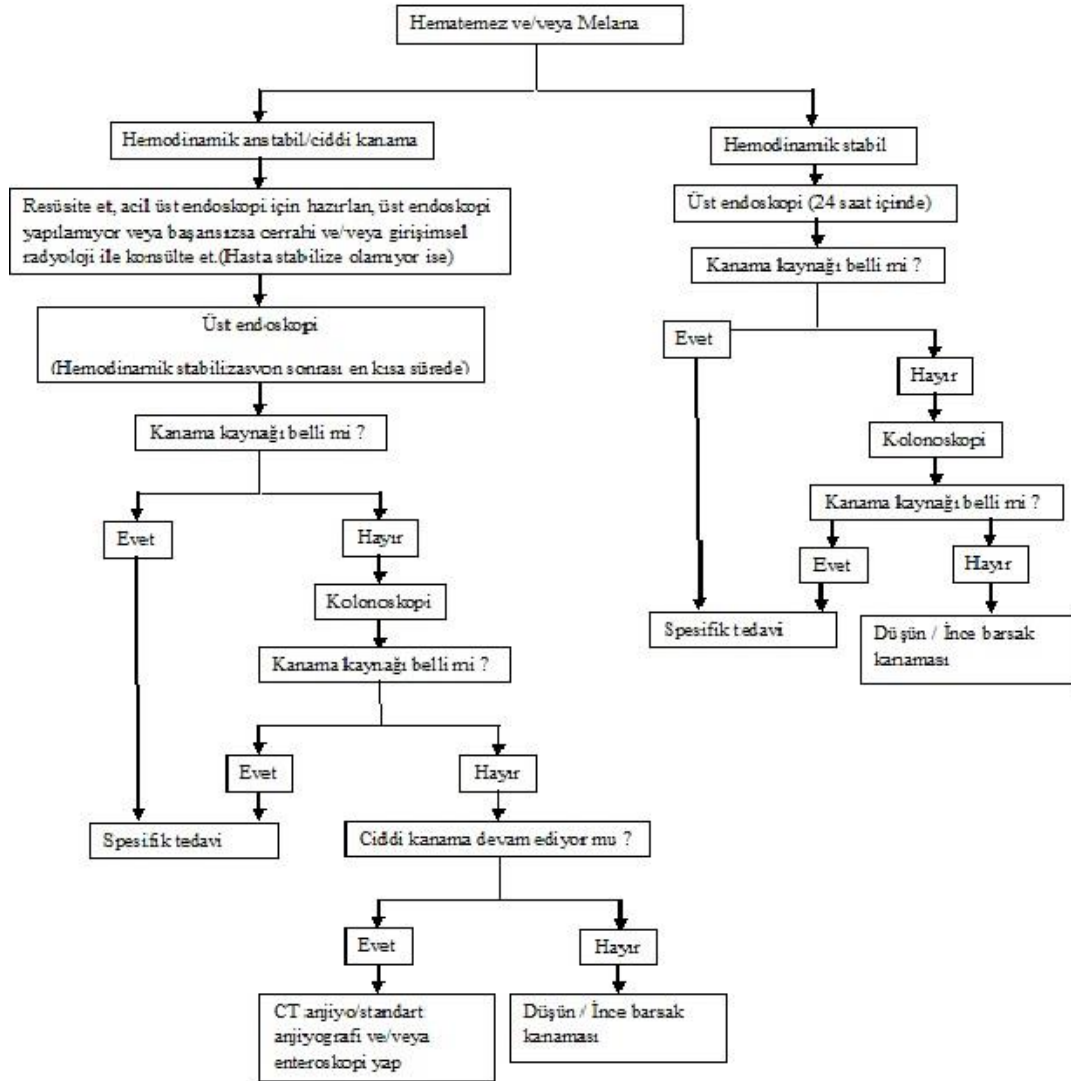 Hematemez ve/veya Melana
Hemodinamik anstabil/ciddi kanama
Resüsite et, acil üst endoskopi için hazırlan, üst endoskopi
yapılamıyor veya başarısızsa cerrahi ve/veya girişimsel
radyoloji ile konsülte et.(Hasta stabilize olamıyor ise)
Üst endoskopi
(Hemodinamik stabilizasyon sonrası en kısa sürede)
Kanama kaynağı belli mi ?
Evet
Hayır
Kolonoskopi
Kanama kaynağı belli mi ?
Evet
Hayır
Spesifik tedavi
Ciddi kanama devam ediyor mu ?
Evet
Hayır
CT anjiyo/standart
anjiyografi ve/veya
enteroskopi yap
Düşün / İnce barsak
kanaması
Hemodinamik stabil
Üst endoskopi (24 saat içinde)
Kanama kaynağı belli mi ?
Evet
Hayır
Kolonoskopi
Kanama kaynağı belli mi ?
Evet
Hayır
Spesifik tedavi
Düşün / İnce barsak
kanaması